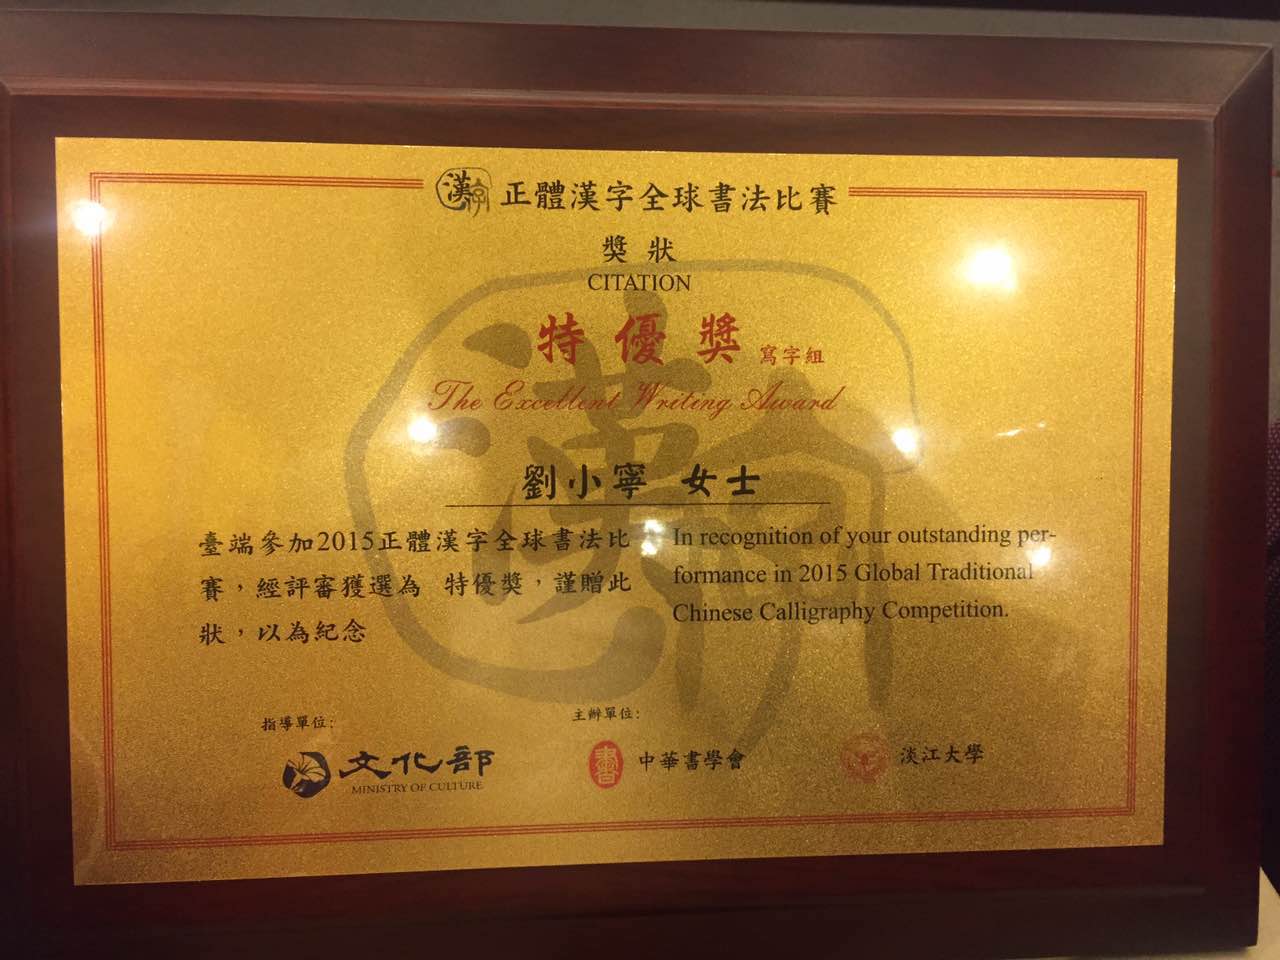 漢字 正體漢字全球書法比賽
獎狀
CITATION
特優獎 寫字組
The Excellent Writing Award
劉小寧 女士
臺端參加2015正體漢字全球書法比
賽，經評審獲選為 特優獎，謹贈此
狀，以為紀念
In recognition of your outstanding per-
formance in 2015 Global Traditional
Chinese Calligraphy Competition.
指導單位:
文化部
MINISTRY OF CULTURE
主辦單位:
書 中華書學會
淡江大學